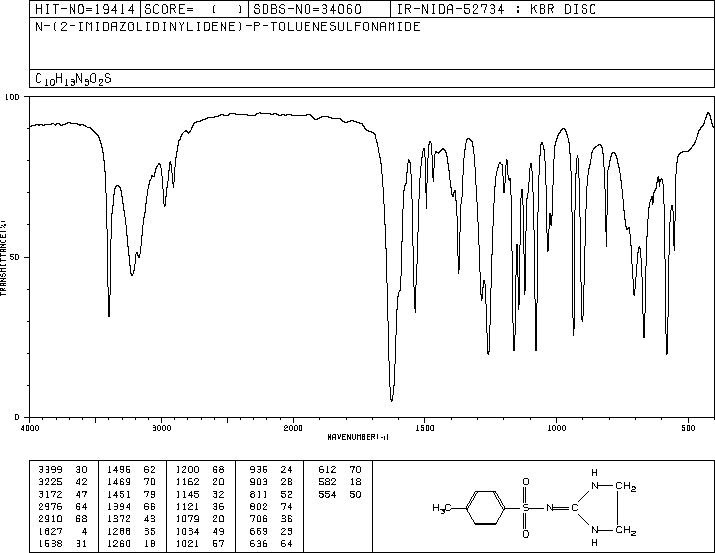 HIT-NO=19414 SCORE= ( ) SDBS-NO=34060 IR-NIDA-52734 : KBR DISC
N-(2-IMIDAZOLIDINYLIDENE)-P-TOLUENESULFONAMIDE
C10H13N3O2S
100
50
0
TRANSMITTANCE(%)
4000 3000 2000 1500 1000 500
WAVENUMBER(-1)
3399 30 1496 62 1200 68 936 24 612 70
3225 42 1469 70 1162 20 903 28 582 18
3172 47 1451 79 1145 32 811 52 554 50
2976 64 1394 66 1121 36 802 74
2910 68 1372 43 1079 20 706 36
1627 4 1288 35 1034 49 669 23
1538 31 1260 18 1021 57 636 64
CH3
O
S
O
N
H
N
CH2
CH2
N
H